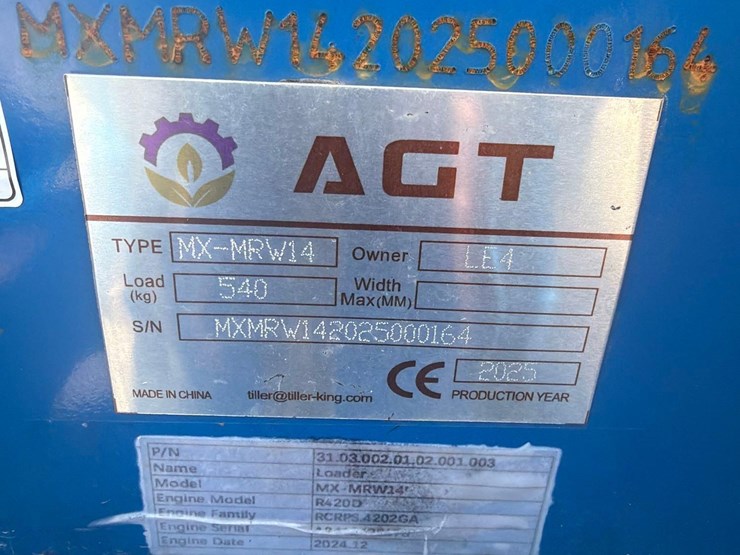 MXMRW142025000164
AGT
TYPE MX-MRW14 Owner LE4
Load (kg) 540 Width Max(MM)
S/N MXMRW142025000164
MADE IN CHINA tiller@tiller-king.com CE 2025 PRODUCTION YEAR
P/N 31.03.002.01.02.001.003
Name Loader
Model MX-MRW14
Engine Model R420D
Engine Family RCRPS.4202GA
Engine Serial
Engine Date 2024.12